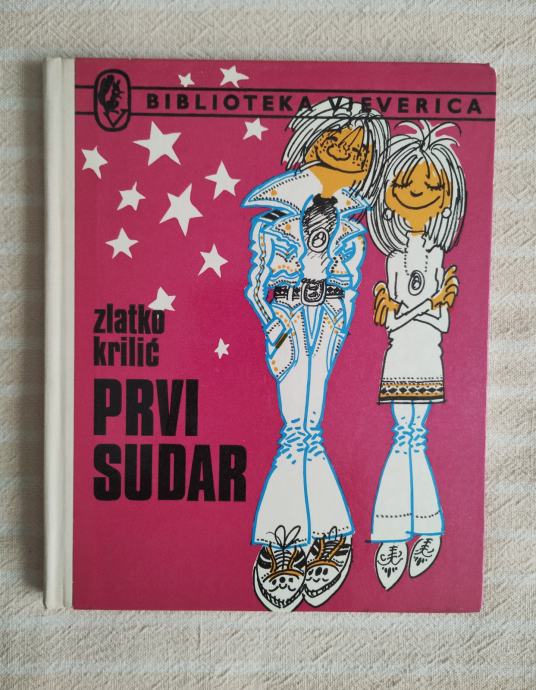 BIBLIOTEKA VJEVERICA
zlatko
krilić
PRVI
SUDAR